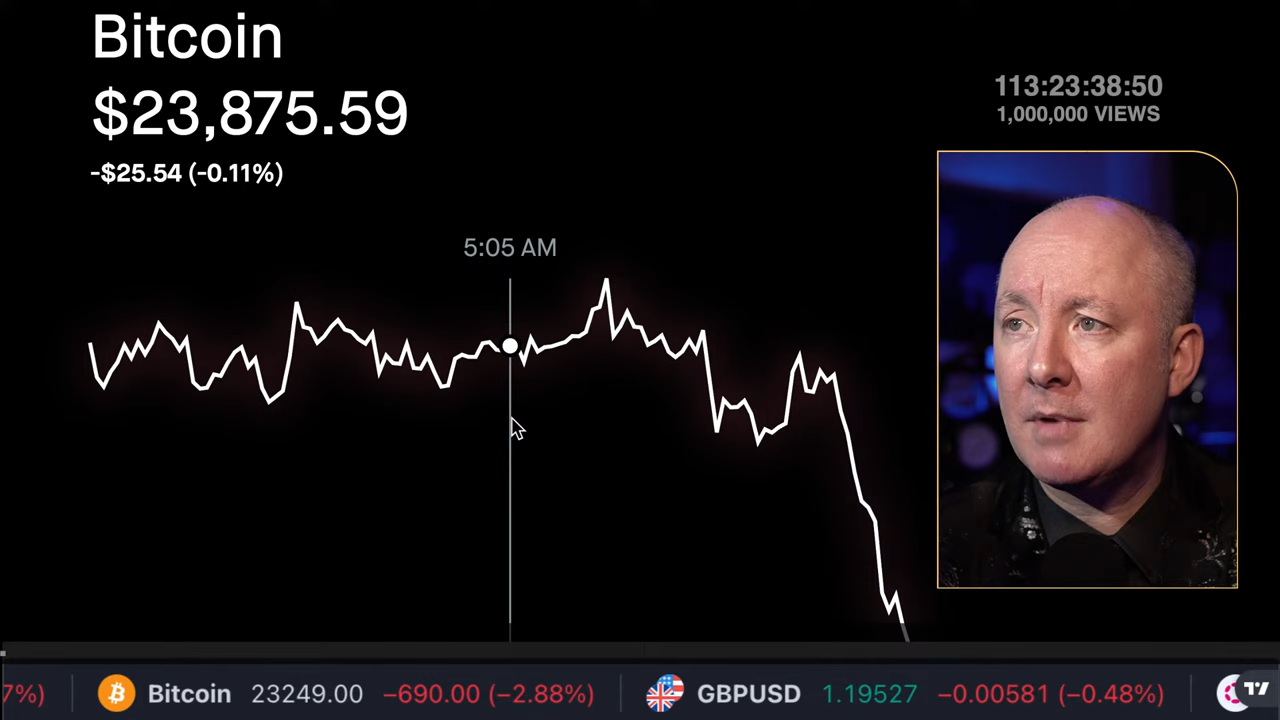 Bitcoin
$23,875.59
-$25.54 (-0.11%)
113:23:38:50
1,000,000 VIEWS
5:05 AM
7%) Bitcoin 23249.00 −690.00 (−2.88%) GBPUSD 1.19527 −0.00581 (−0.48%)